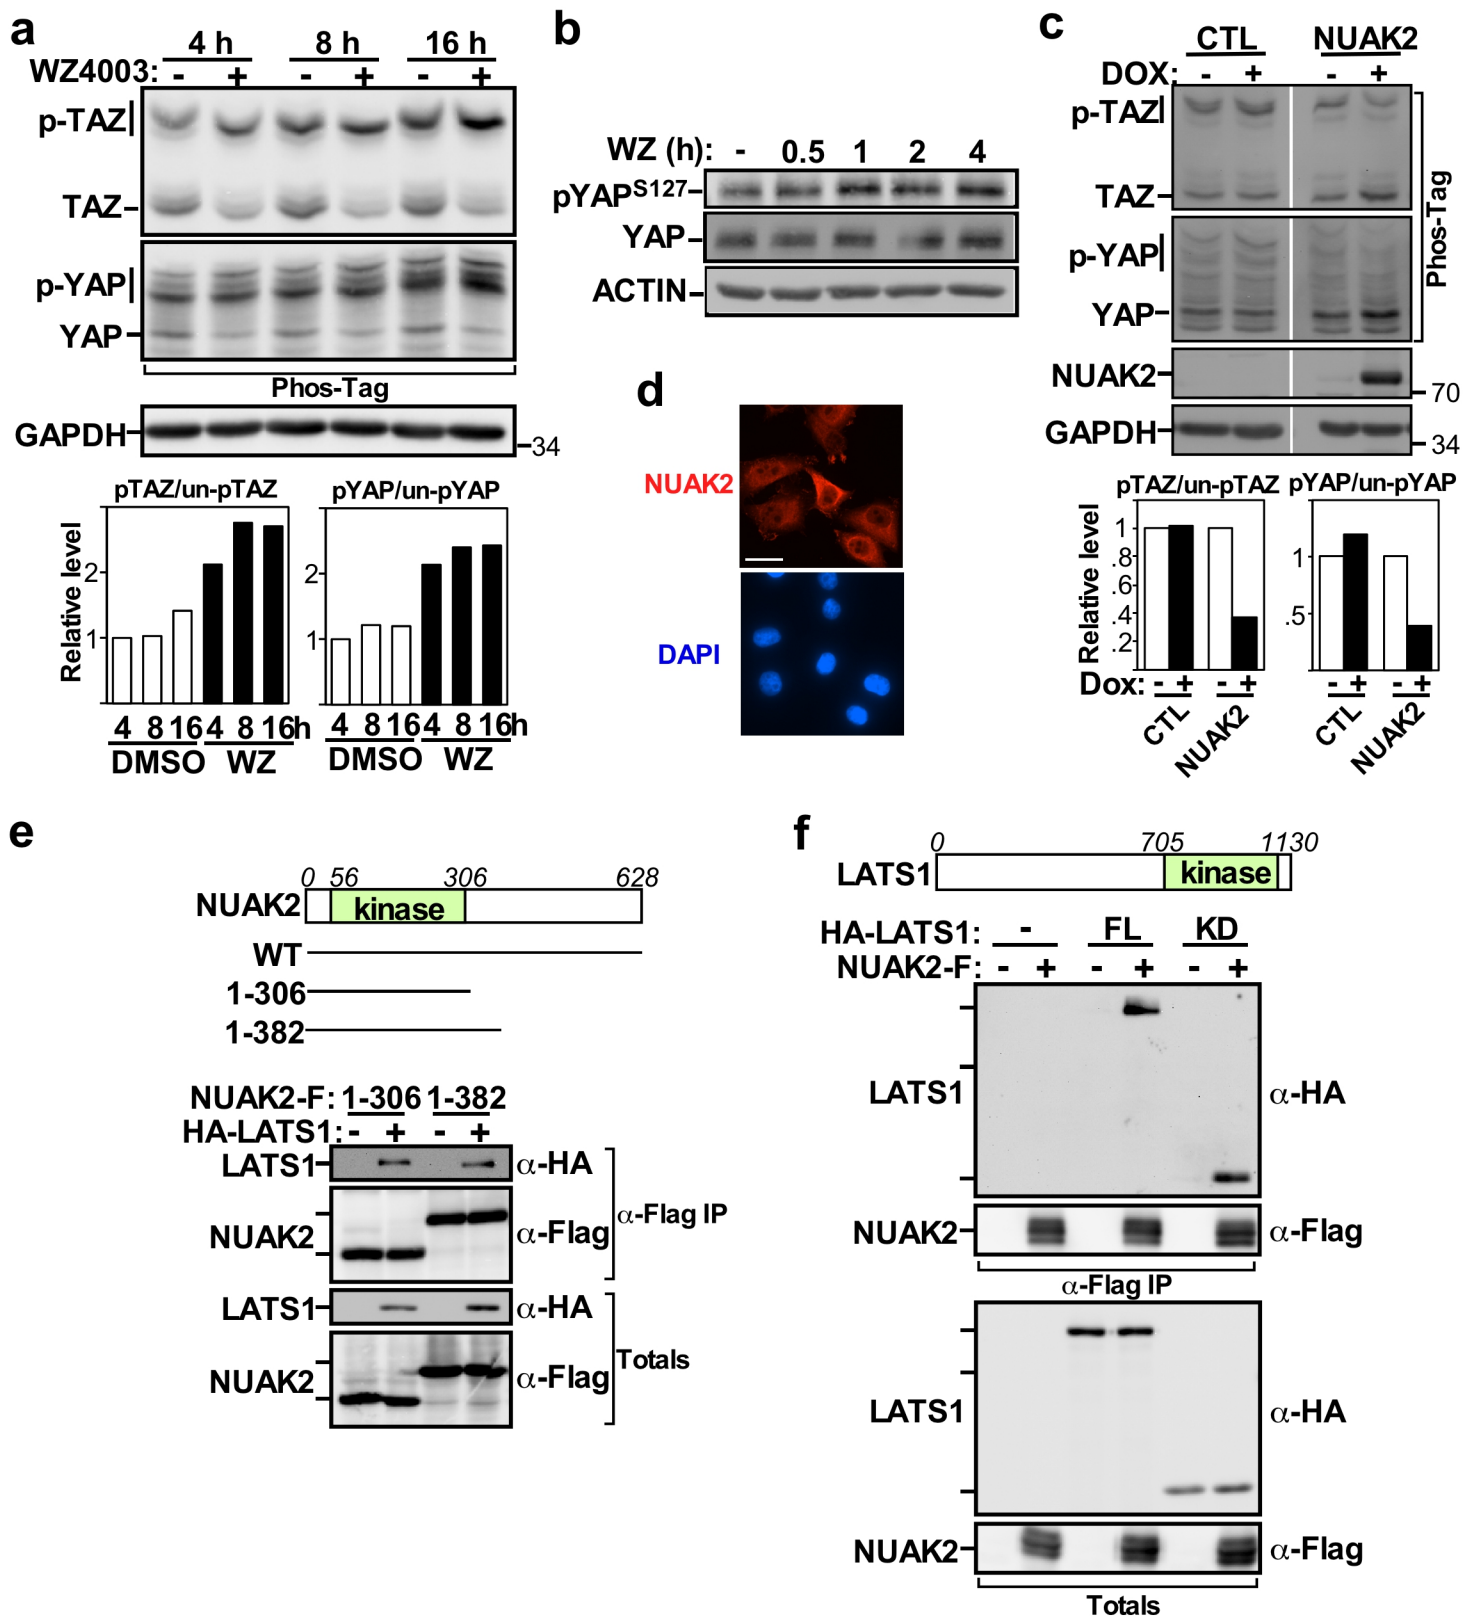 a
4 h 8 h 16 h
WZ4003: - + - + - +
p-TAZ
TAZ
p-YAP
YAP
Phos-Tag
GAPDH
34
pTAZ/un-pTAZ
pYAP/un-pYAP
Relative level
2
1
2
1
4 8 16 4 8 16h
DMSO WZ
4 8 16 4 8 16h
DMSO WZ
b
WZ (h): - 0.5 1 2 4
pYAPS127
YAP
ACTIN
c
CTL NUAK2
DOX: - + - +
p-TAZ
TAZ
p-YAP
YAP
Phos-Tag
NUAK2
70
GAPDH
34
pTAZ/un-pTAZ
pYAP/un-pYAP
Relative level
1
.8
.6
.4
.2
1
.5
Dox: - + - + - + - +
CTL
NUAK2
CTL
NUAK2
d
NUAK2
DAPI
e
0 56 306 628
NUAK2 kinase
WT
1-306
1-382
NUAK2-F: 1-306 1-382
HA-LATS1: - + - +
LATS1 α-HA
NUAK2 α-Flag
α-Flag IP
LATS1 α-HA
NUAK2 α-Flag
Totals
f
0 705 1130
LATS1 kinase
HA-LATS1: - FL KD
NUAK2-F: - + - + - +
LATS1 α-HA
NUAK2 α-Flag
α-Flag IP
LATS1 α-HA
NUAK2 α-Flag
Totals